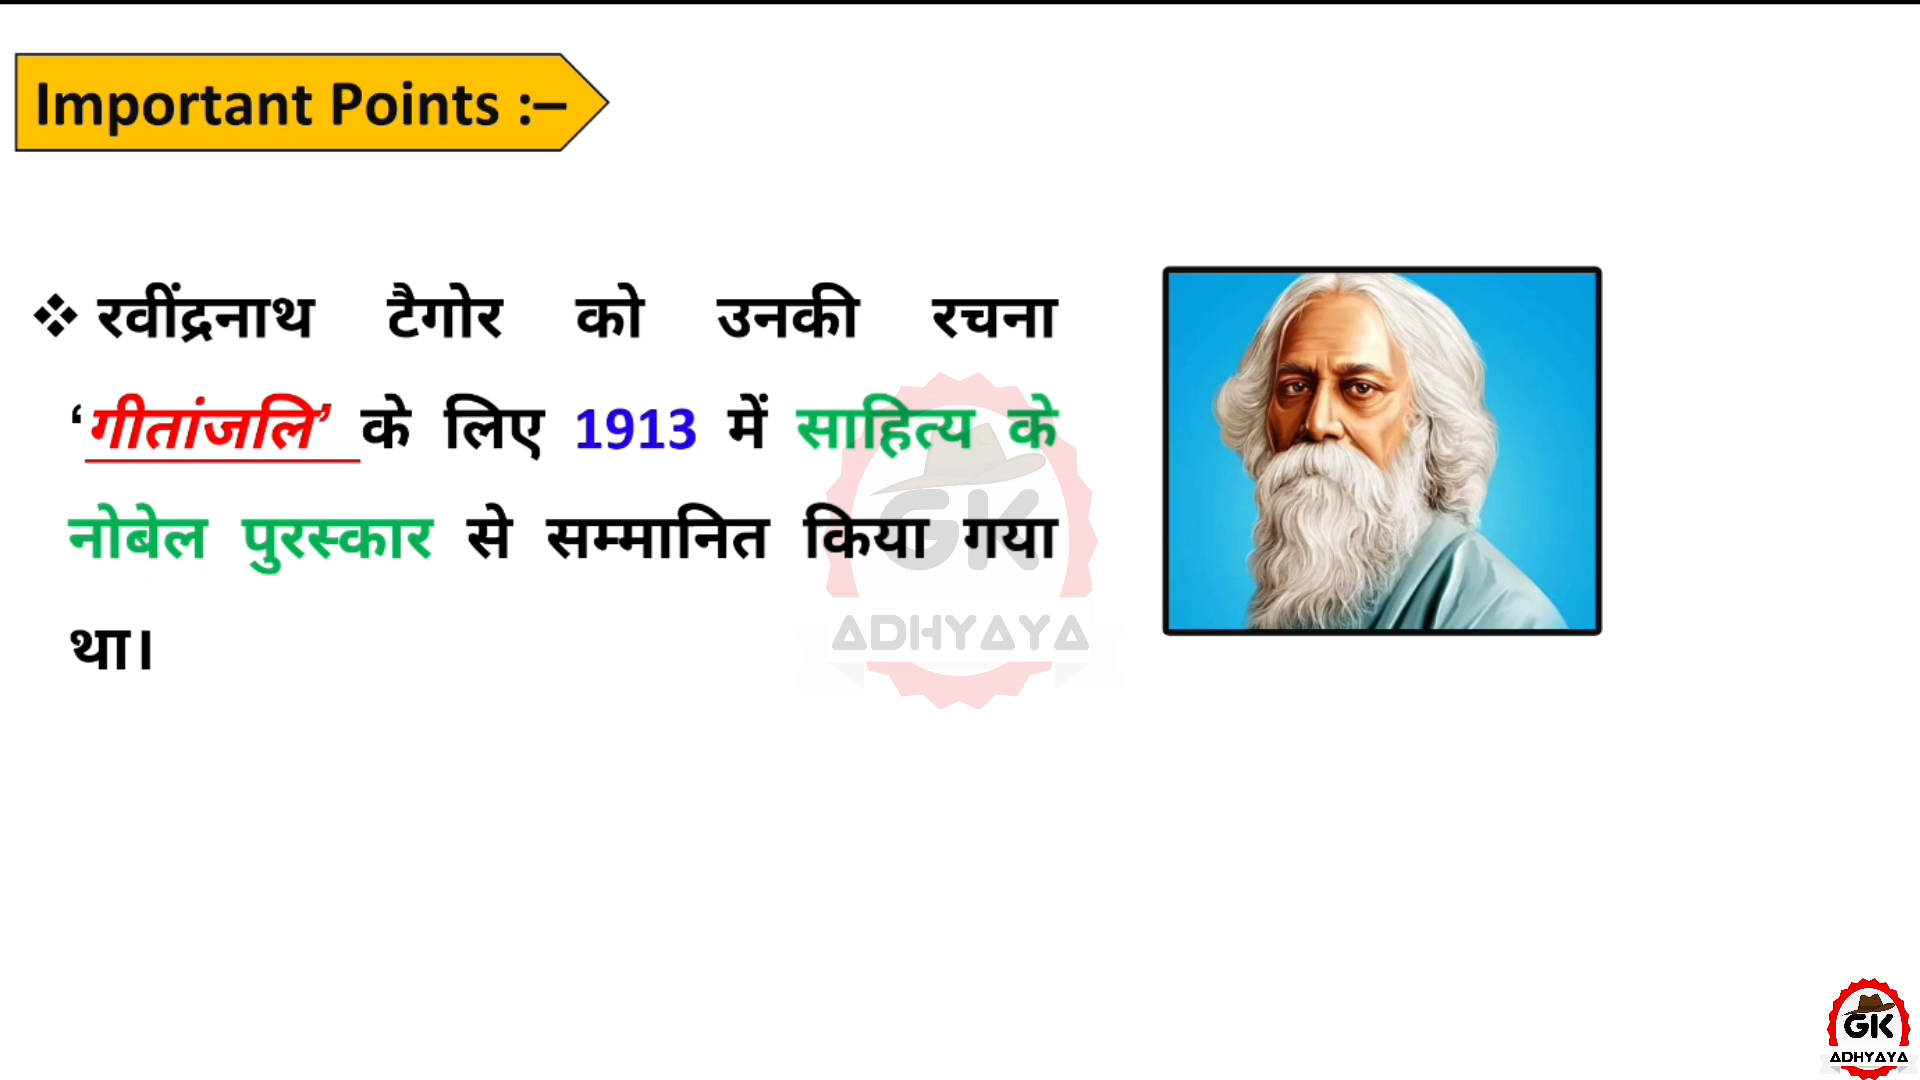 Important Points :–
❖ रवींद्रनाथ टैगोर को उनकी रचना
‘गीतांजलि’ के लिए 1913 में साहित्य के
नोबेल पुरस्कार से सम्मानित किया गया
था।
GK
ADHYAYA
GK
ADHYAYA